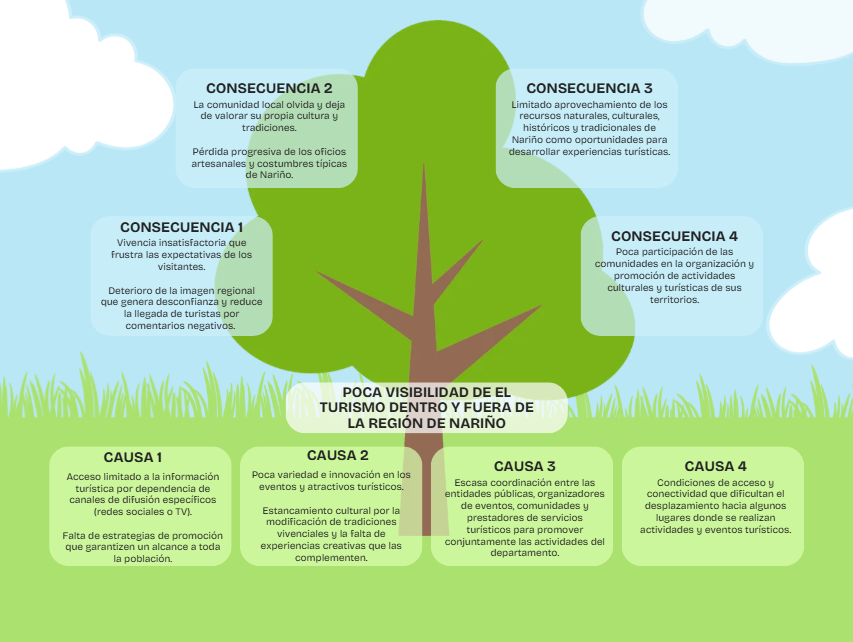 CONSECUENCIA 2
La comunidad local olvida y deja
de valorar su propia cultura y
tradiciones.
Pérdida progresiva de los oficios
artesanales y costumbres típicas
de Nariño.
CONSECUENCIA 3
Limitado aprovechamiento de los
recursos naturales, culturales,
históricos y tradicionales de
Nariño como oportunidades para
desarrollar experiencias turísticas.
CONSECUENCIA 1
Vivencia insatisfactoria que
frustra las expectativas de los
visitantes.
Deterioro de la imagen regional
que genera desconfianza y reduce
la llegada de turistas por
comentarios negativos.
CONSECUENCIA 4
Poca participación de las
comunidades en la organización y
promoción de actividades
culturales y turísticas de sus
territorios.
POCA VISIBILIDAD DE EL
TURISMO DENTRO Y FUERA DE
LA REGIÓN DE NARIÑO
CAUSA 1
Acceso limitado a la información
turística por dependencia de
canales de difusión específicos
(redes sociales o TV).
Falta de estrategias de promoción
que garantizen un alcance a toda
la población.
CAUSA 2
Poca variedad e innovación en los
eventos y atractivos turísticos.
Estancamiento cultural por la
modificación de tradiciones
vivenciales y la falta de
experiencias creativas que las
complementen.
CAUSA 3
Escasa coordinación entre las
entidades públicas, organizadores
de eventos, comunidades y
prestadores de servicios
turísticos para promover
conjuntamente las actividades del
departamento.
CAUSA 4
Condiciones de acceso y
conectividad que dificultan el
desplazamiento hacia algunos
lugares donde se realizan
actividades y eventos turísticos.